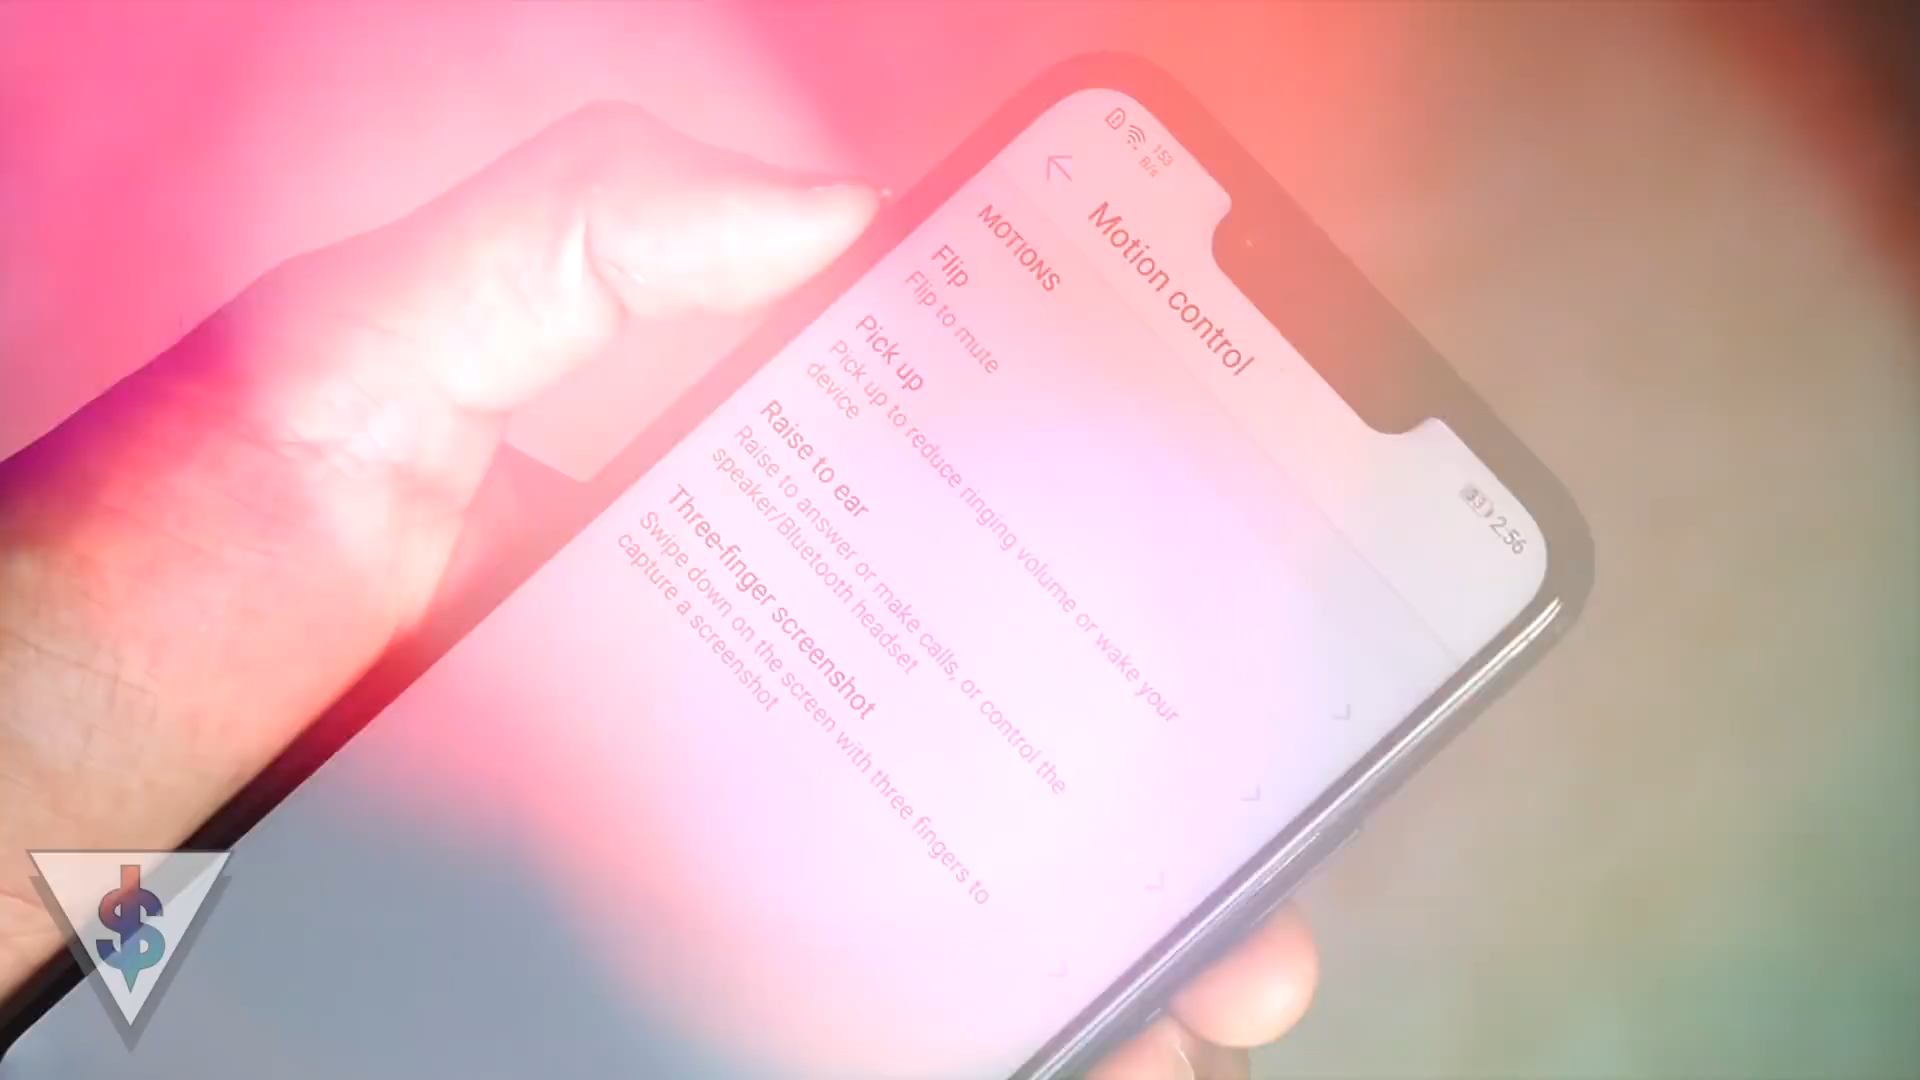 153
B/s
33
2:56
Motion control
MOTIONS
Flip
Flip to mute
Pick up
Pick up to reduce ringing volume or wake your
device
Raise to ear
Raise to answer or make calls, or control the
speaker/Bluetooth headset
Three-finger screenshot
Swipe down on the screen with three fingers to
capture a screenshot
$